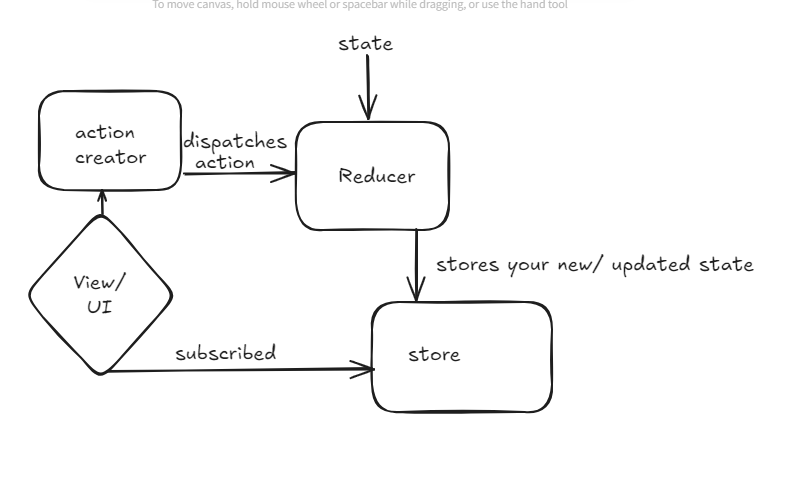 To move canvas, hold mouse wheel or spacebar while dragging, or use the hand tool
state
action
creator
dispatches
action
Reducer
stores your new/ updated state
View/
UI
subscribed
store